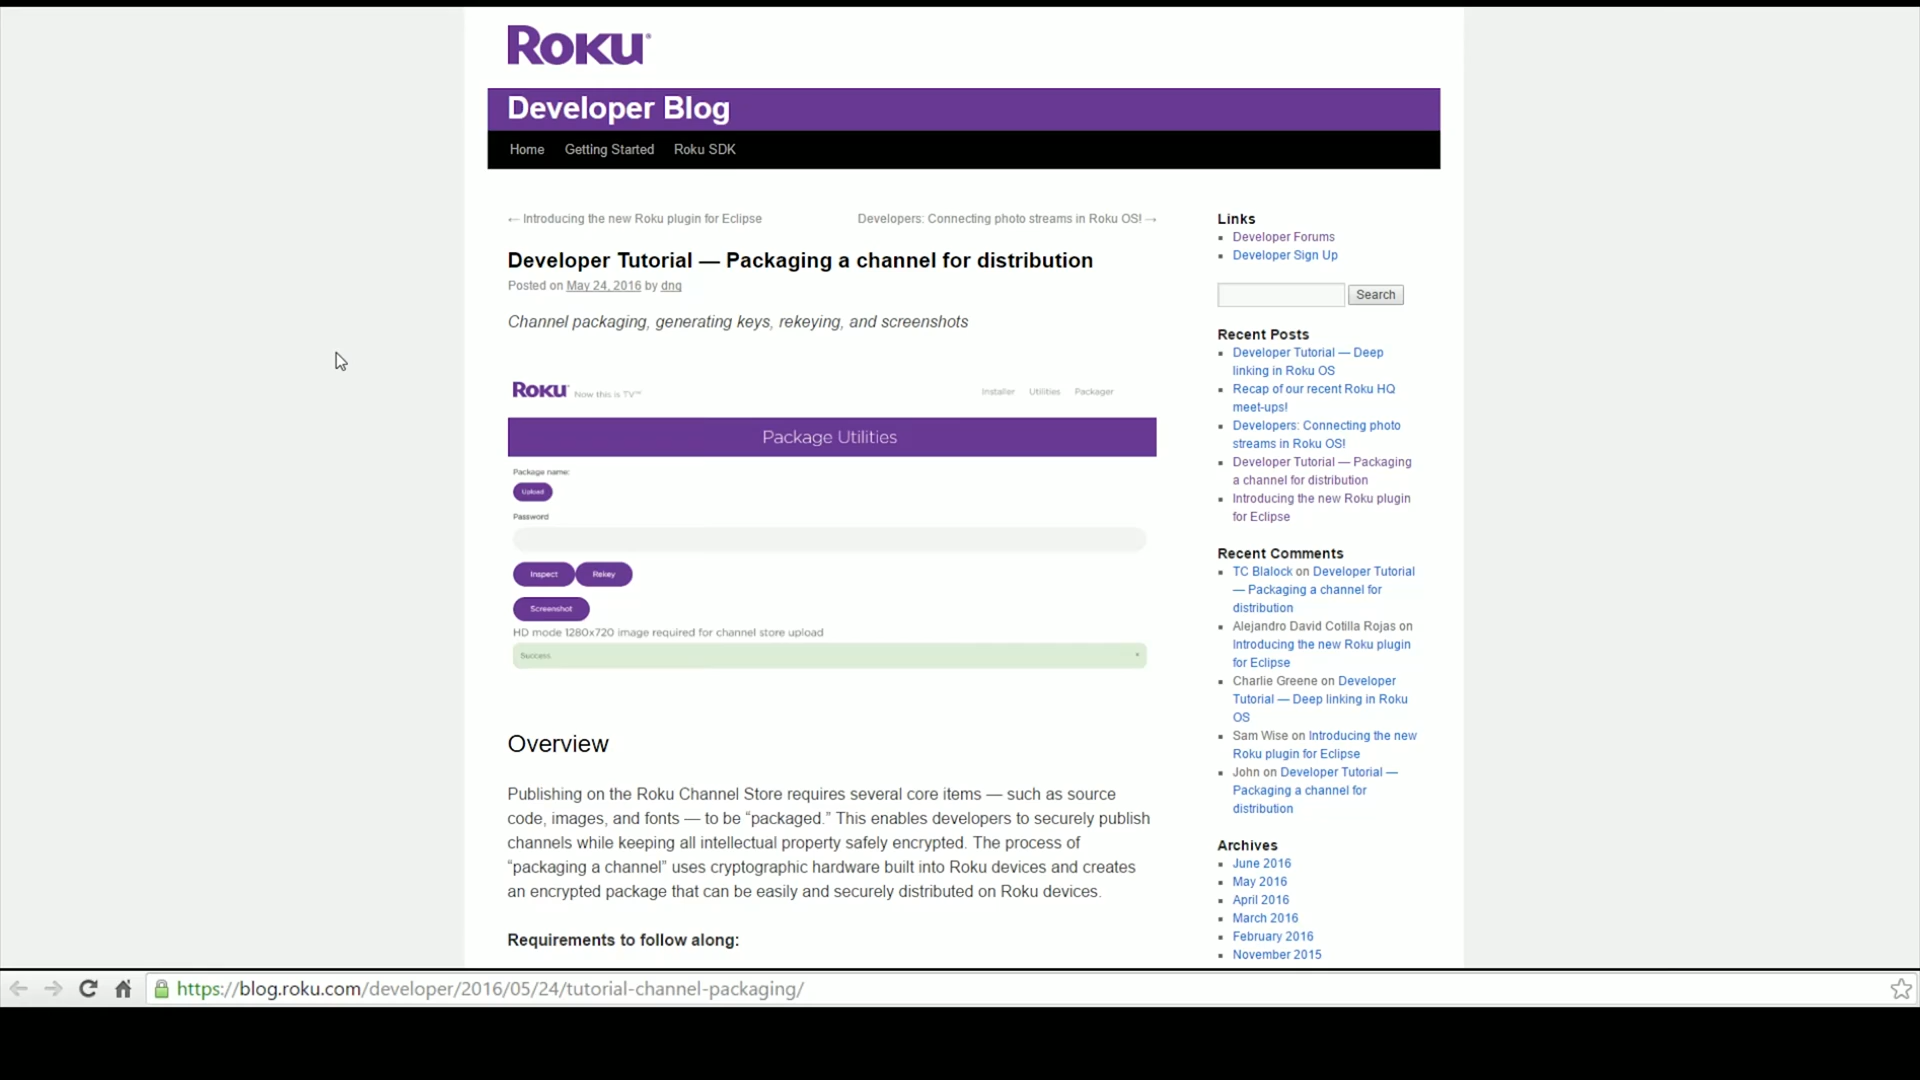 ROKU
Developer Blog
Home Getting Started Roku SDK
← Introducing the new Roku plugin for Eclipse
Developers: Connecting photo streams in Roku OS! →
Developer Tutorial — Packaging a channel for distribution
Posted on May 24, 2016 by dng
Channel packaging, generating keys, rekeying, and screenshots
ROKU Now this is TV™
Installer Utilities Packager
Package Utilities
Package name:
Upload
Password
Inspect Rekey
Screenshot
HD mode 1280x720 image required for channel store upload
Success
Overview
Publishing on the Roku Channel Store requires several core items — such as source
code, images, and fonts — to be “packaged.” This enables developers to securely publish
channels while keeping all intellectual property safely encrypted. The process of
“packaging a channel” uses cryptographic hardware built into Roku devices and creates
an encrypted package that can be easily and securely distributed on Roku devices.
Requirements to follow along:
Links
Developer Forums
Developer Sign Up
Search
Recent Posts
Developer Tutorial — Deep
linking in Roku OS
Recap of our recent Roku HQ
meet-ups!
Developers: Connecting photo
streams in Roku OS!
Developer Tutorial — Packaging
a channel for distribution
Introducing the new Roku plugin
for Eclipse
Recent Comments
TC Blalock on Developer Tutorial
— Packaging a channel for
distribution
Alejandro David Cotilla Rojas on
Introducing the new Roku plugin
for Eclipse
Charlie Greene on Developer
Tutorial — Deep linking in Roku
OS
Sam Wise on Introducing the new
Roku plugin for Eclipse
John on Developer Tutorial —
Packaging a channel for
distribution
Archives
June 2016
May 2016
April 2016
March 2016
February 2016
November 2015
https://blog.roku.com/developer/2016/05/24/tutorial-channel-packaging/